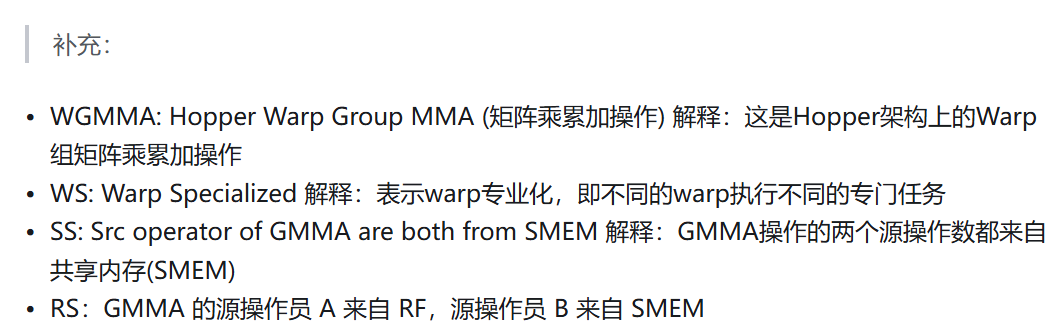 补充：
• WGMMA: Hopper Warp Group MMA (矩阵乘累加操作) 解释：这是Hopper架构上的Warp
组矩阵乘累加操作
• WS: Warp Specialized 解释：表示warp专业化，即不同的warp执行不同的专门任务
• SS: Src operator of GMMA are both from SMEM 解释：GMMA操作的两个源操作数都来自
共享内存(SMEM)
• RS：GMMA 的源操作员 A 来自 RF，源操作员 B 来自 SMEM